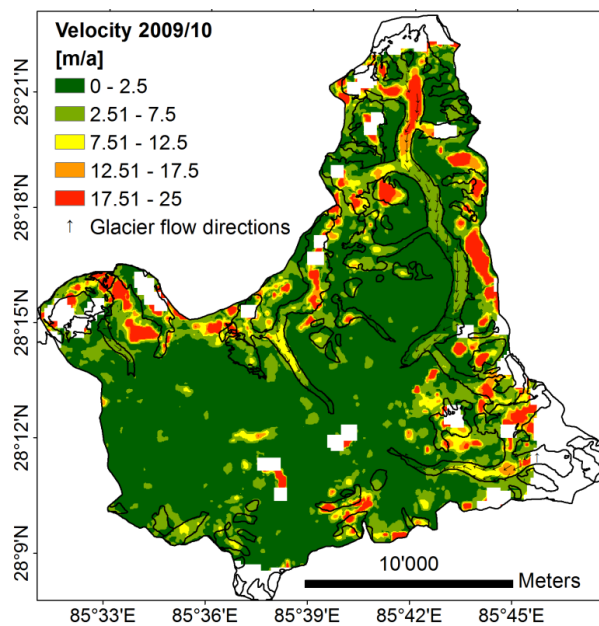 Velocity 2009/10
[m/a]
0 - 2.5
2.51 - 7.5
7.51 - 12.5
12.51 - 17.5
17.51 - 25
↑ Glacier flow directions
28°21'N
28°18'N
28°15'N
28°12'N
28°9'N
10'000
Meters
85°33'E 85°36'E 85°39'E 85°42'E 85°45'E